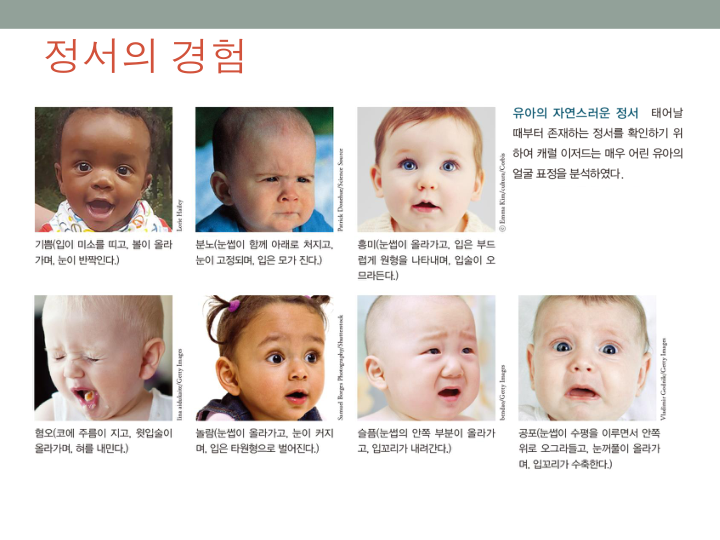 정서의 경험
유아의 자연스러운 정서 태어날
때부터 존재하는 정서를 확인하기 위
하여 캐럴 이저드는 매우 어린 유아의
얼굴 표정을 분석하였다.
Lorie Hailey
Patrick Donehue/Science Source
© Emma Kim/cultura/Corbis
기쁨(입이 미소를 띠고, 볼이 올라
가며, 눈이 반짝인다.)
분노(눈썹이 함께 아래로 처지고,
눈이 고정되며, 입은 모가 진다.)
흥미(눈썹이 올라가고, 입은 부드
럽게 원형을 나타내며, 입술이 오
므라든다.)
/Getty Images
Samuel Borges Photography/Shutterstock
/Getty Images
Vladimir Godnik/Getty Images
혐오(코에 주름이 지고, 윗입술이
올라가며, 혀를 내민다.)
놀람(눈썹이 올라가고, 눈이 커지
며, 입은 타원형으로 벌어진다.)
슬픔(눈썹의 안쪽 부분이 올라가
고, 입꼬리가 내려간다.)
공포(눈썹이 수평을 이루면서 안쪽
위로 오그라들고, 눈꺼풀이 올라가
며, 입꼬리가 수축한다.)